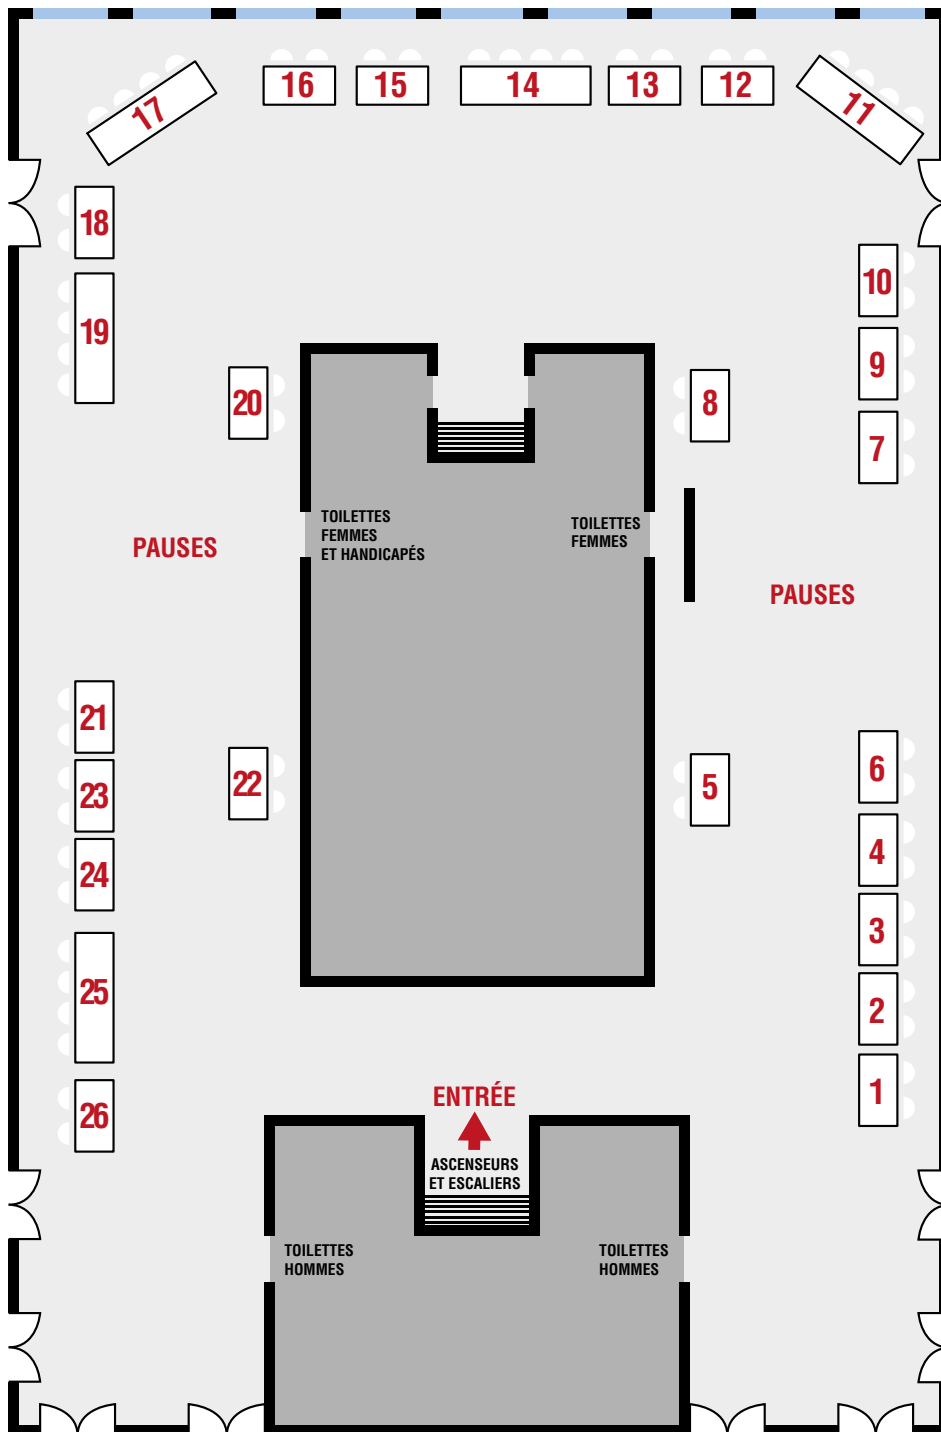 16
15
14
13
12
17
11
18
10
19
9
20
8
7
TOILETTES
FEMMES
ET HANDICAPÉS
TOILETTES
FEMMES
PAUSES
PAUSES
21
6
22
5
23
4
24
3
25
2
1
26
ENTRÉE
ASCENSEURS
ET ESCALIERS
TOILETTES
HOMMES
TOILETTES
HOMMES